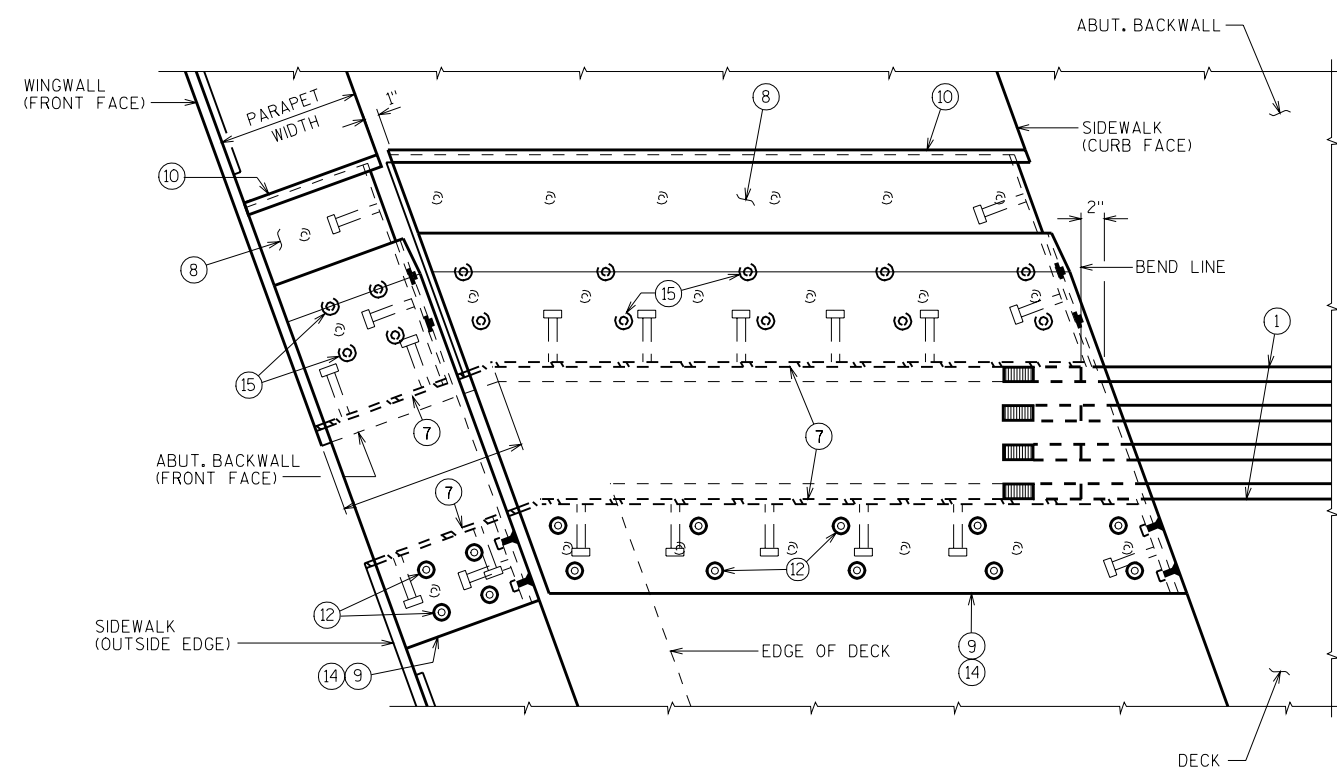 ABUT. BACKWALL
WINGWALL
(FRONT FACE)
PARAPET
WIDTH
1"
8
10
SIDEWALK
(CURB FACE)
10
2"
8
BEND LINE
15
1
15
7
7
ABUT. BACKWALL
(FRONT FACE)
7
12
12
SIDEWALK
(OUTSIDE EDGE)
EDGE OF DECK
9
14
14 9
DECK